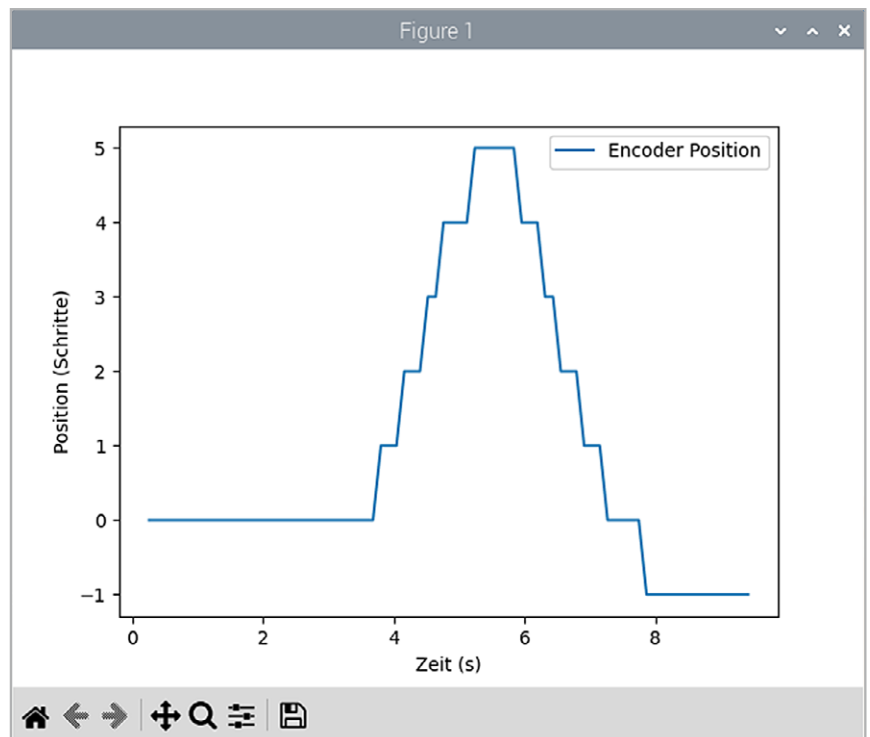 Figure 1
Encoder Position
5
4
3
2
1
0
−1
Position (Schritte)
0 2 4 6 8
Zeit (s)